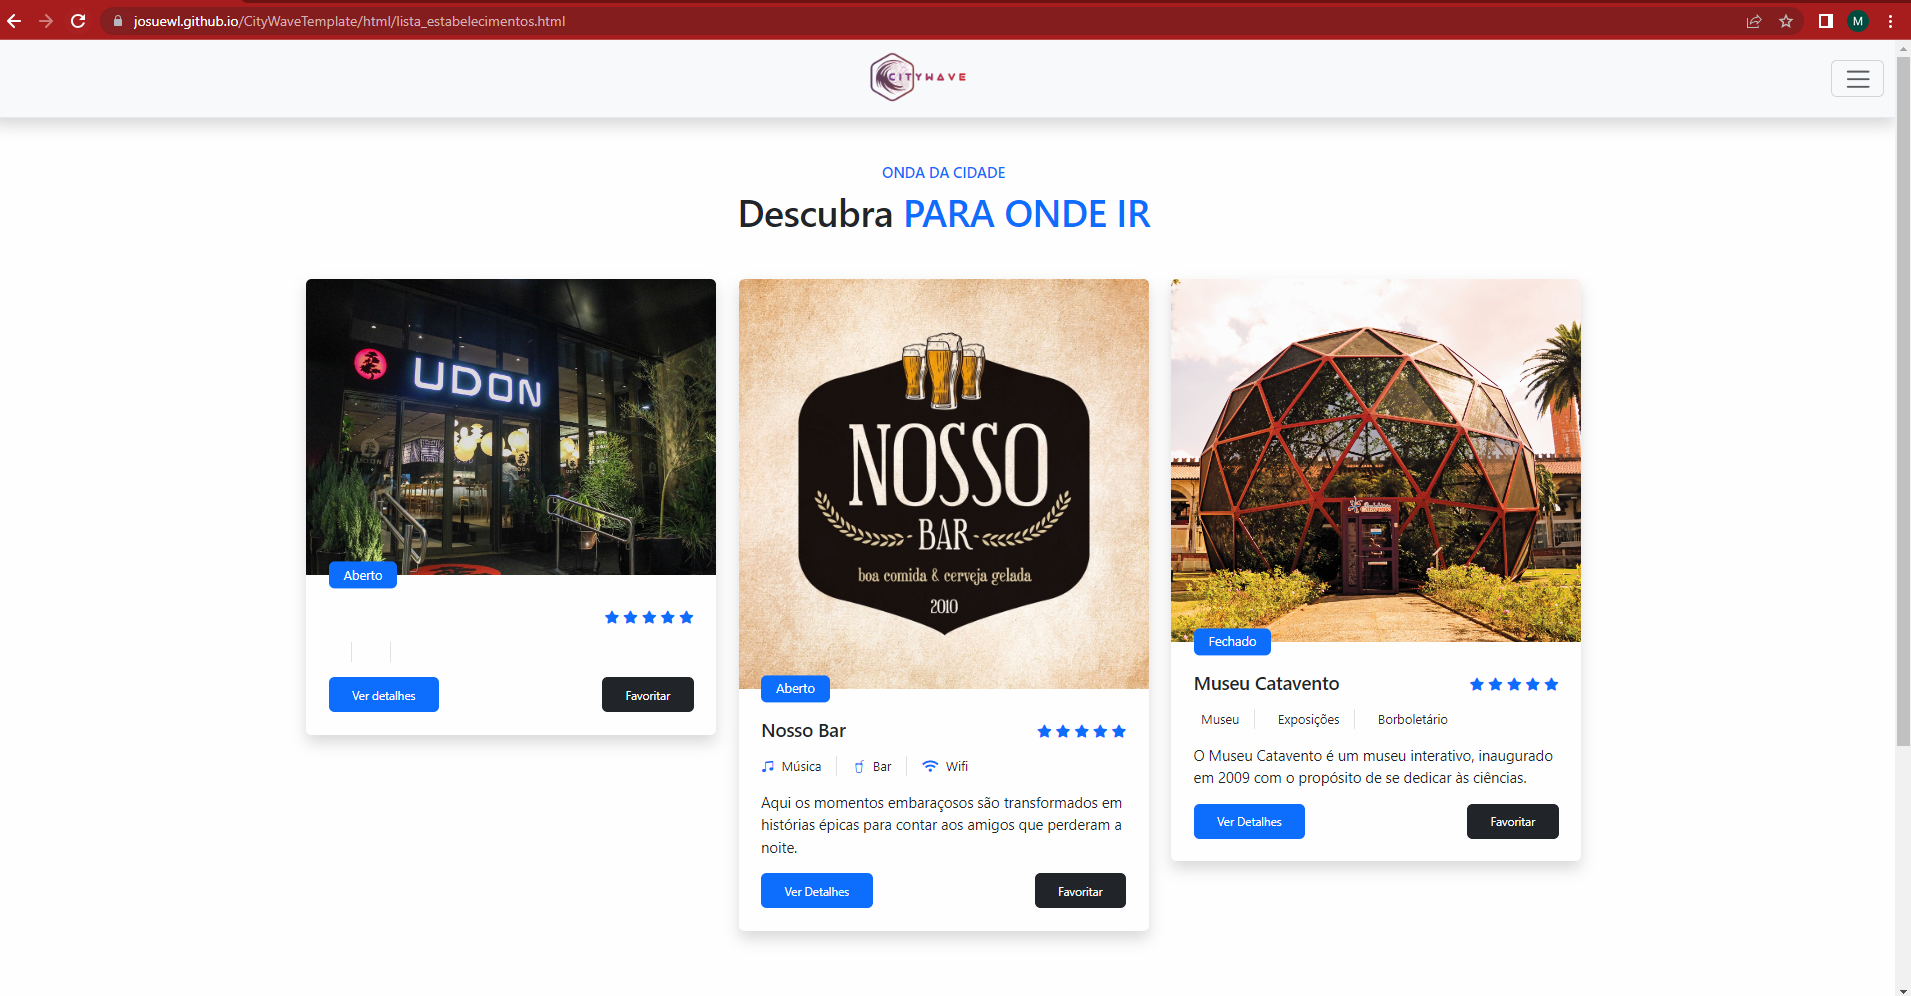 josuewl.github.io/CityWaveTemplate/html/lista_estabelecimentos.html
M
CITYWAVE
ONDA DA CIDADE
Descubra PARA ONDE IR
UDON
Aberto
Ver detalhes
Favoritar
NOSSO
BAR
boa comida & cerveja gelada
2010
Aberto
Nosso Bar
Música
Bar
Wifi
Aqui os momentos embaraçosos são transformados em
histórias épicas para contar aos amigos que perderam a
noite.
Ver Detalhes
Favoritar
Catavento
Fechado
Museu Catavento
Museu
Exposições
Borboletário
O Museu Catavento é um museu interativo, inaugurado
em 2009 com o propósito de se dedicar às ciências.
Ver Detalhes
Favoritar